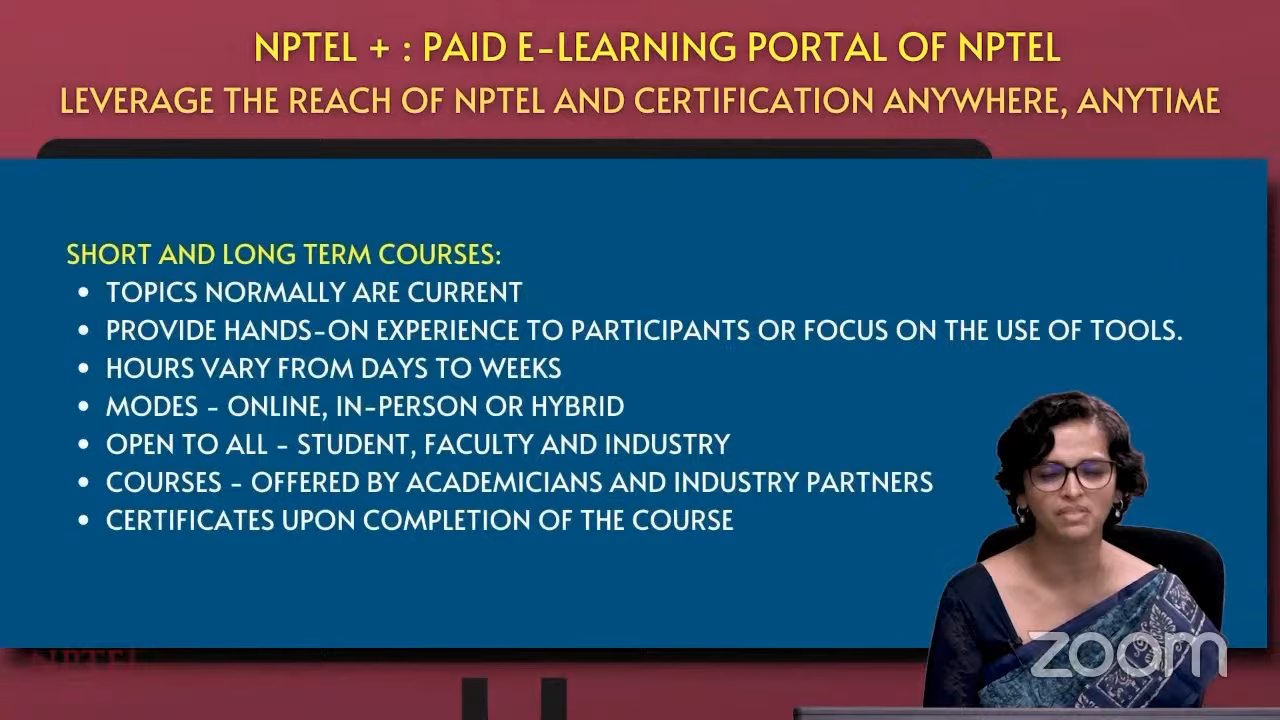 NPTEL + : PAID E-LEARNING PORTAL OF NPTEL
LEVERAGE THE REACH OF NPTEL AND CERTIFICATION ANYWHERE, ANYTIME
SHORT AND LONG TERM COURSES:
• TOPICS NORMALLY ARE CURRENT
• PROVIDE HANDS-ON EXPERIENCE TO PARTICIPANTS OR FOCUS ON THE USE OF TOOLS.
• HOURS VARY FROM DAYS TO WEEKS
• MODES - ONLINE, IN-PERSON OR HYBRID
• OPEN TO ALL - STUDENT, FACULTY AND INDUSTRY
• COURSES - OFFERED BY ACADEMICIANS AND INDUSTRY PARTNERS
• CERTIFICATES UPON COMPLETION OF THE COURSE
zoom
NPTEL